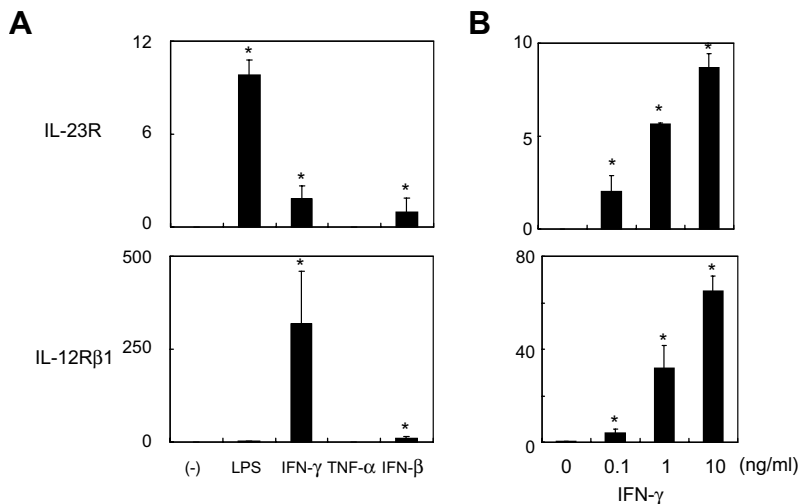 A
B
12
6
0
IL-23R
* * *
10
5
0
* * *
500
250
0
IL-12Rβ1
* *
(-) LPS IFN-γ TNF-α IFN-β
80
40
0
* * *
0 0.1 1 10 (ng/ml)
IFN-γ